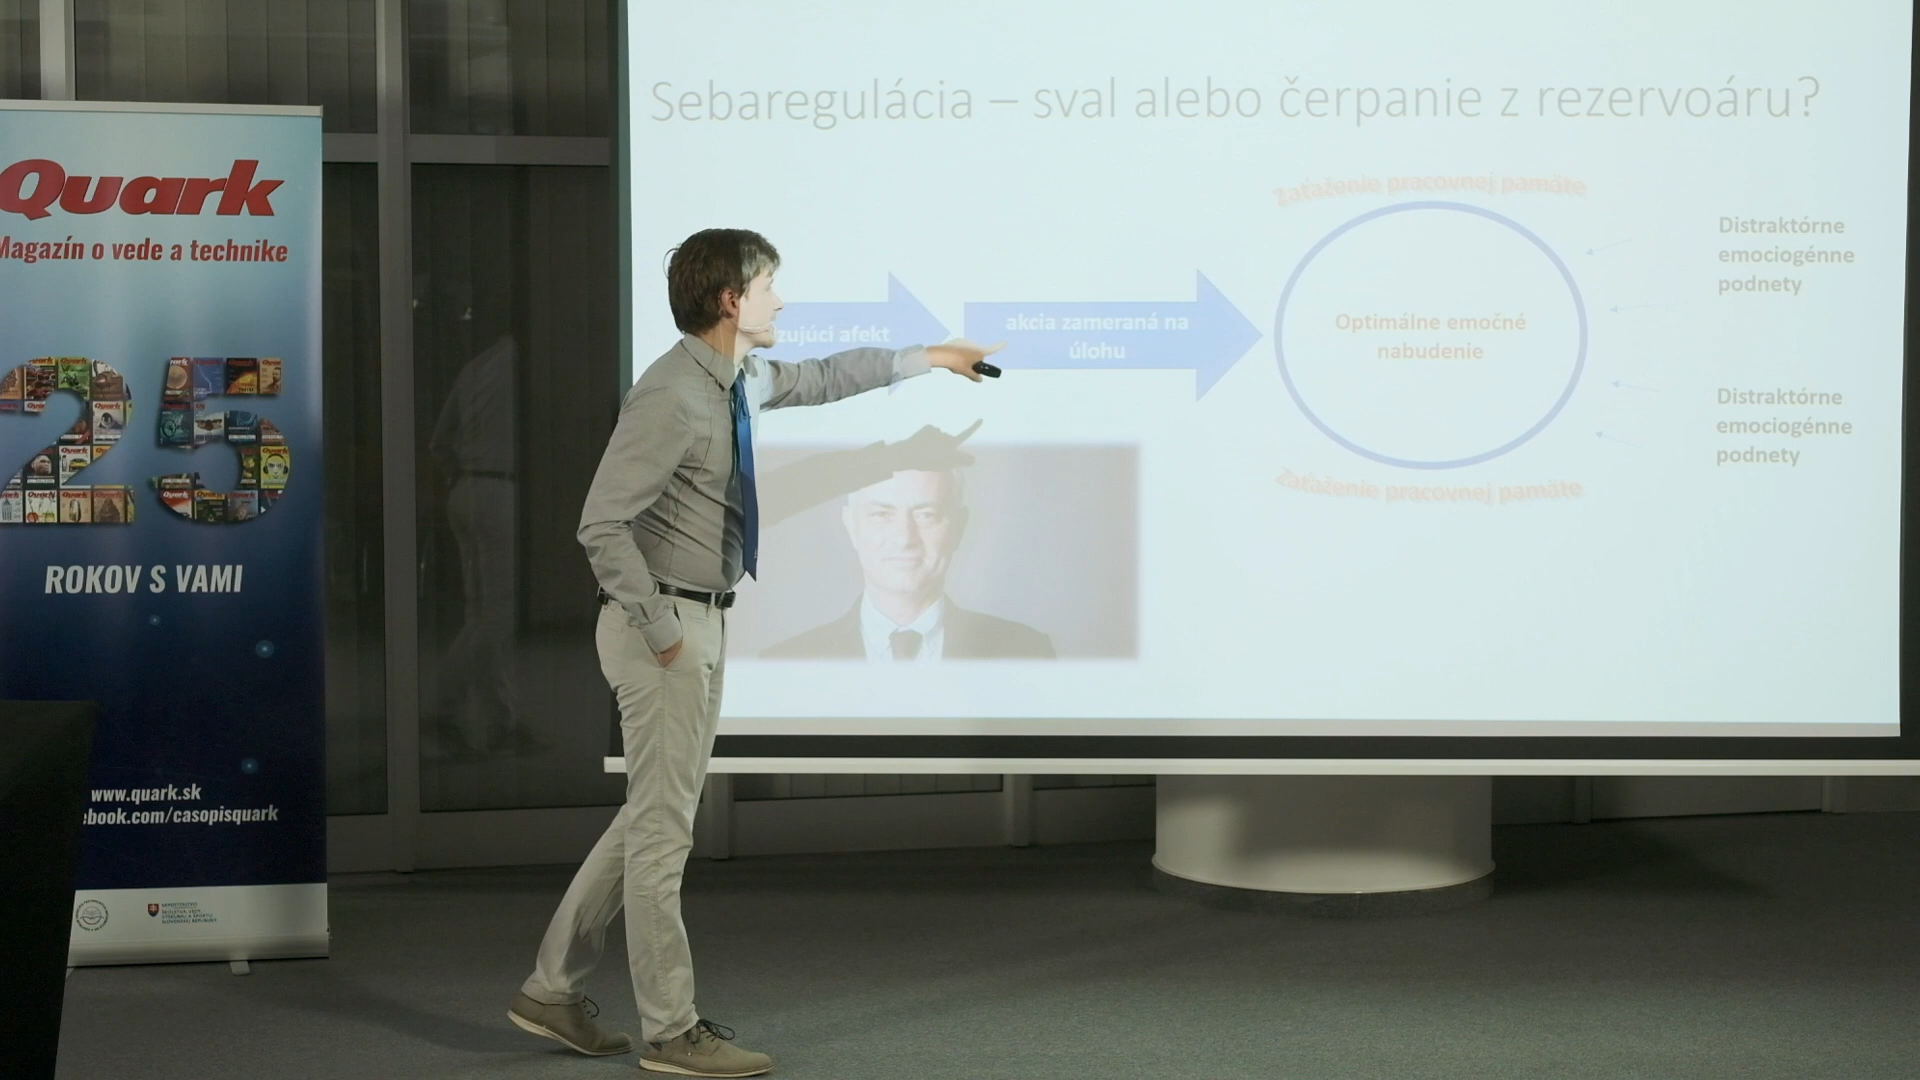 Quark
Magazín o vede a technike
25
ROKOV S VAMI
www.quark.sk
ebook.com/casopisquark
Sebaregulácia – sval alebo čerpanie z rezervoáru?
zujúci afekt
akcia zameraná na
úlohu
Zaťaženie pracovnej pamäte
Optimálne emočné
nabudenie
Zaťaženie pracovnej pamäte
Distraktórne
emociogénne
podnety
Distraktórne
emociogénne
podnety